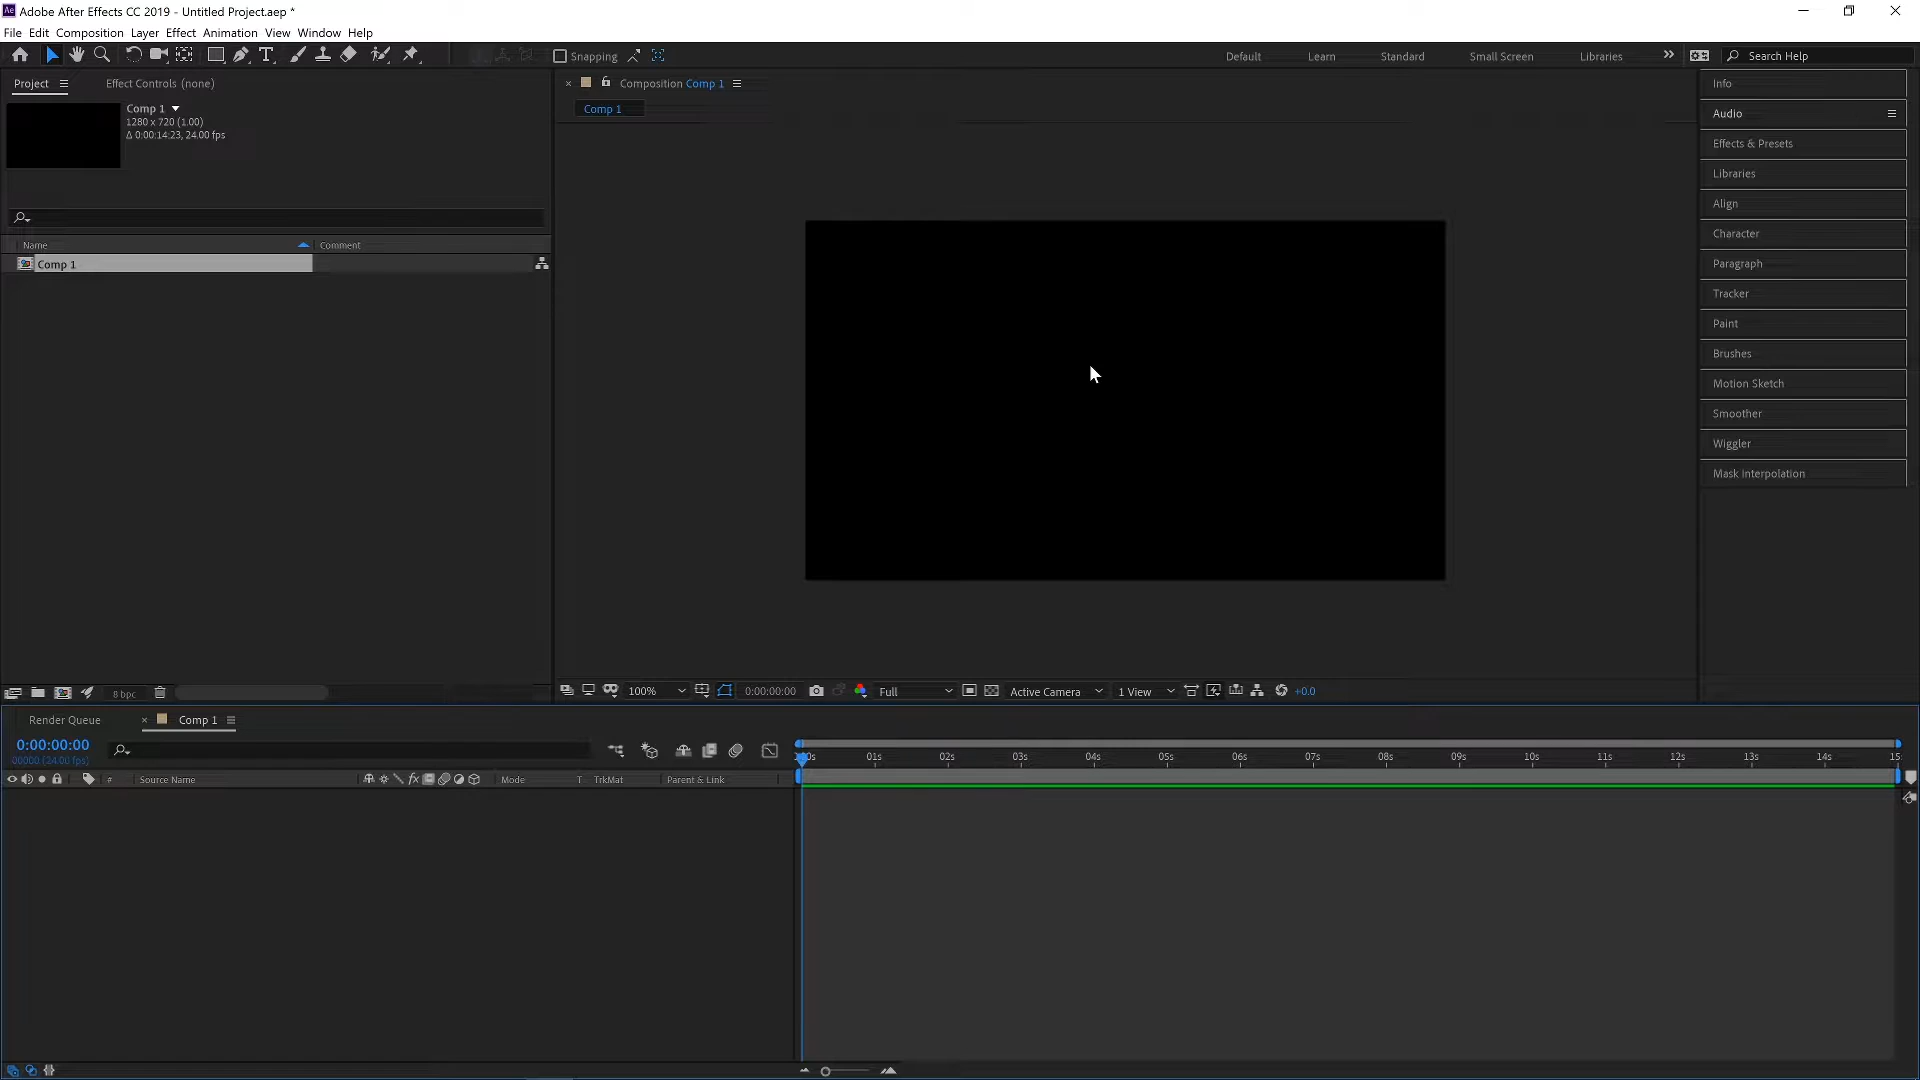 Ae Adobe After Effects CC 2019 - Untitled Project.aep *
File Edit Composition Layer Effect Animation View Window Help
Snapping Default Learn Standard Small Screen Libraries Search Help
Project Effect Controls (none)
Comp 1
1280 x 720 (1.00)
Δ 0:00:14:23, 24.00 fps
Name Comment
Comp 1
8 bpc
Composition Comp 1
Comp 1
100% 0:00:00:00 Full Active Camera 1 View +0.0
Info
Audio
Effects & Presets
Libraries
Align
Character
Paragraph
Tracker
Paint
Brushes
Motion Sketch
Smoother
Wiggler
Mask Interpolation
Render Queue Comp 1
0:00:00:00
00000 (24.00 fps)
01s 02s 03s 04s 05s 06s 07s 08s 09s 10s 11s 12s 13s 14s 15
# Source Name fx Mode T TrkMat Parent & Link